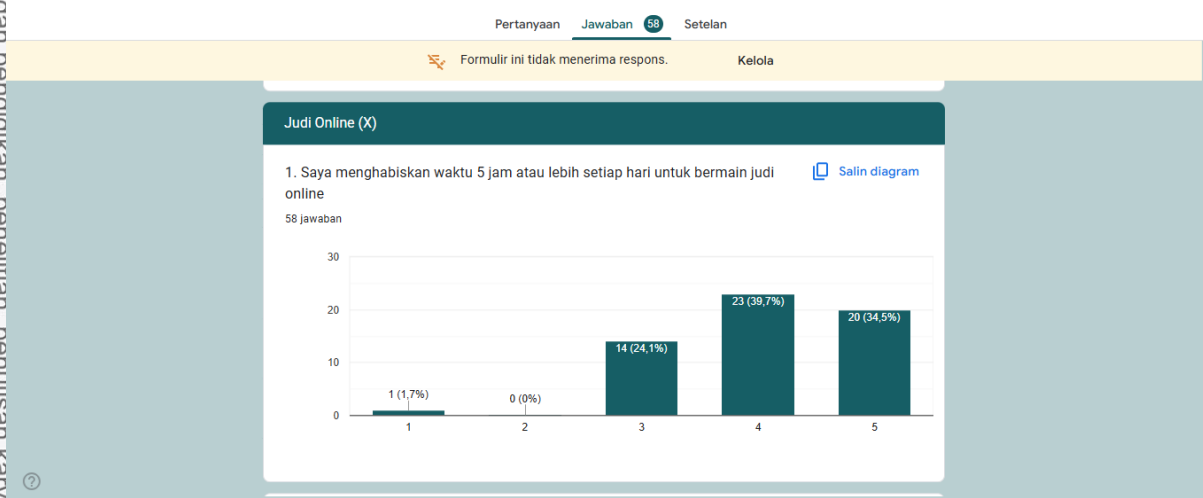 Pertanyaan Jawaban 58 Setelan
Formulir ini tidak menerima respons. Kelola
Judi Online (X)
1. Saya menghabiskan waktu 5 jam atau lebih setiap hari untuk bermain judi
online
Salin diagram
58 jawaban
30
20
10
0
1 (1,7%)
0 (0%)
14 (24,1%)
23 (39,7%)
20 (34,5%)
1 2 3 4 5